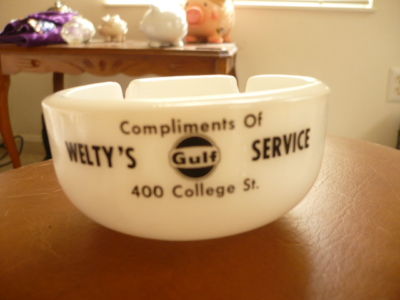 Compliments Of
WELTY'S Gulf SERVICE
400 College St.